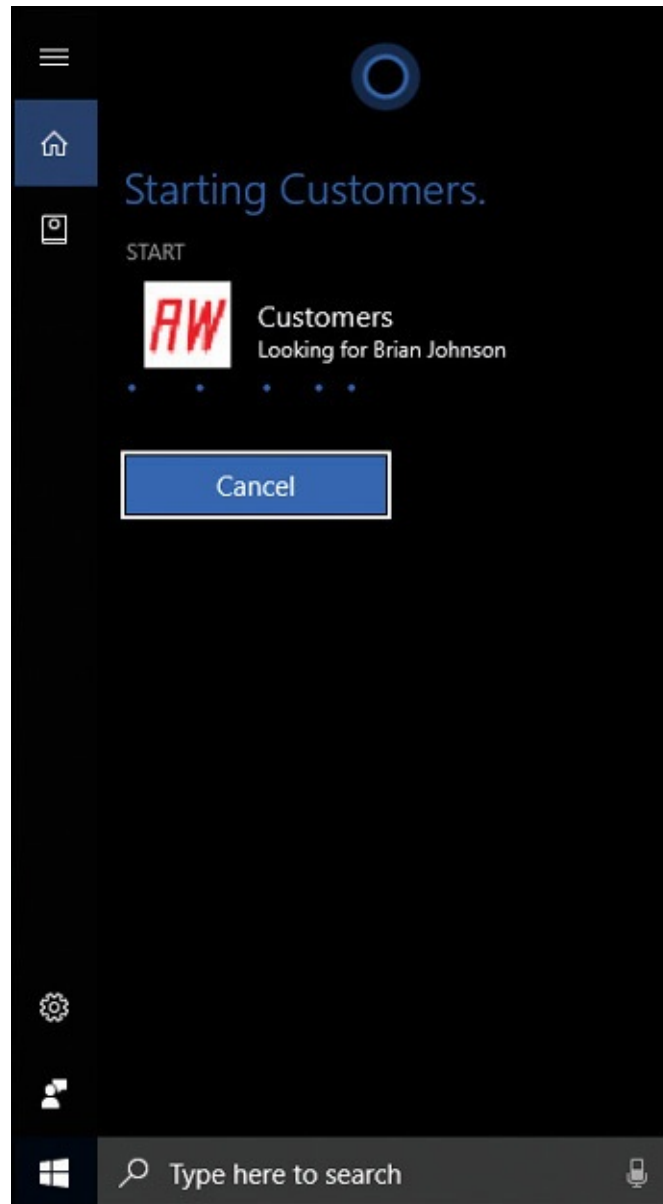 Starting Customers.
START
AW
Customers
Looking for Brian Johnson
Cancel
Type here to search